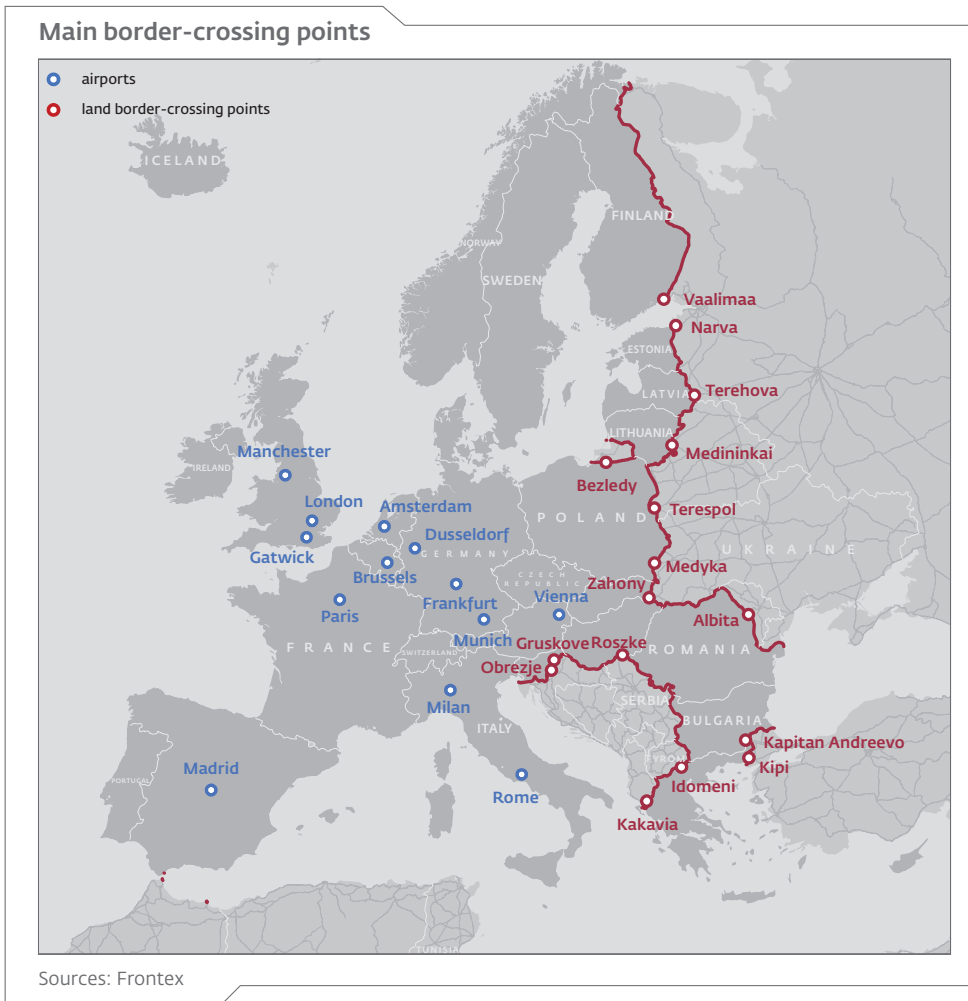 Main border-crossing points
airports
land border-crossing points
ICELAND
FINLAND
NORWAY
SWEDEN
Vaalimaa
Narva
ESTONIA
Terehova
LATVIA
LITHUANIA
Medininkai
Manchester
IRELAND
Bezledy
London
Amsterdam
Terespol
POLAND
Gatwick
Dusseldorf
GERMANY
UKRAINE
Brussels
Medyka
CZECH
REPUBLIC
Zahony
Paris
Frankfurt
Vienna
Albita
Munich
Gruskove
Roszke
FRANCE
SWITZERLAND
ROMANIA
Obrezje
Milan
SERBIA
ITALY
BULGARIA
Kapitan Andreevo
FYROM
Kipi
Madrid
PORTUGAL
Rome
Idomeni
Kakavia
TUNISIA
Sources: Frontex